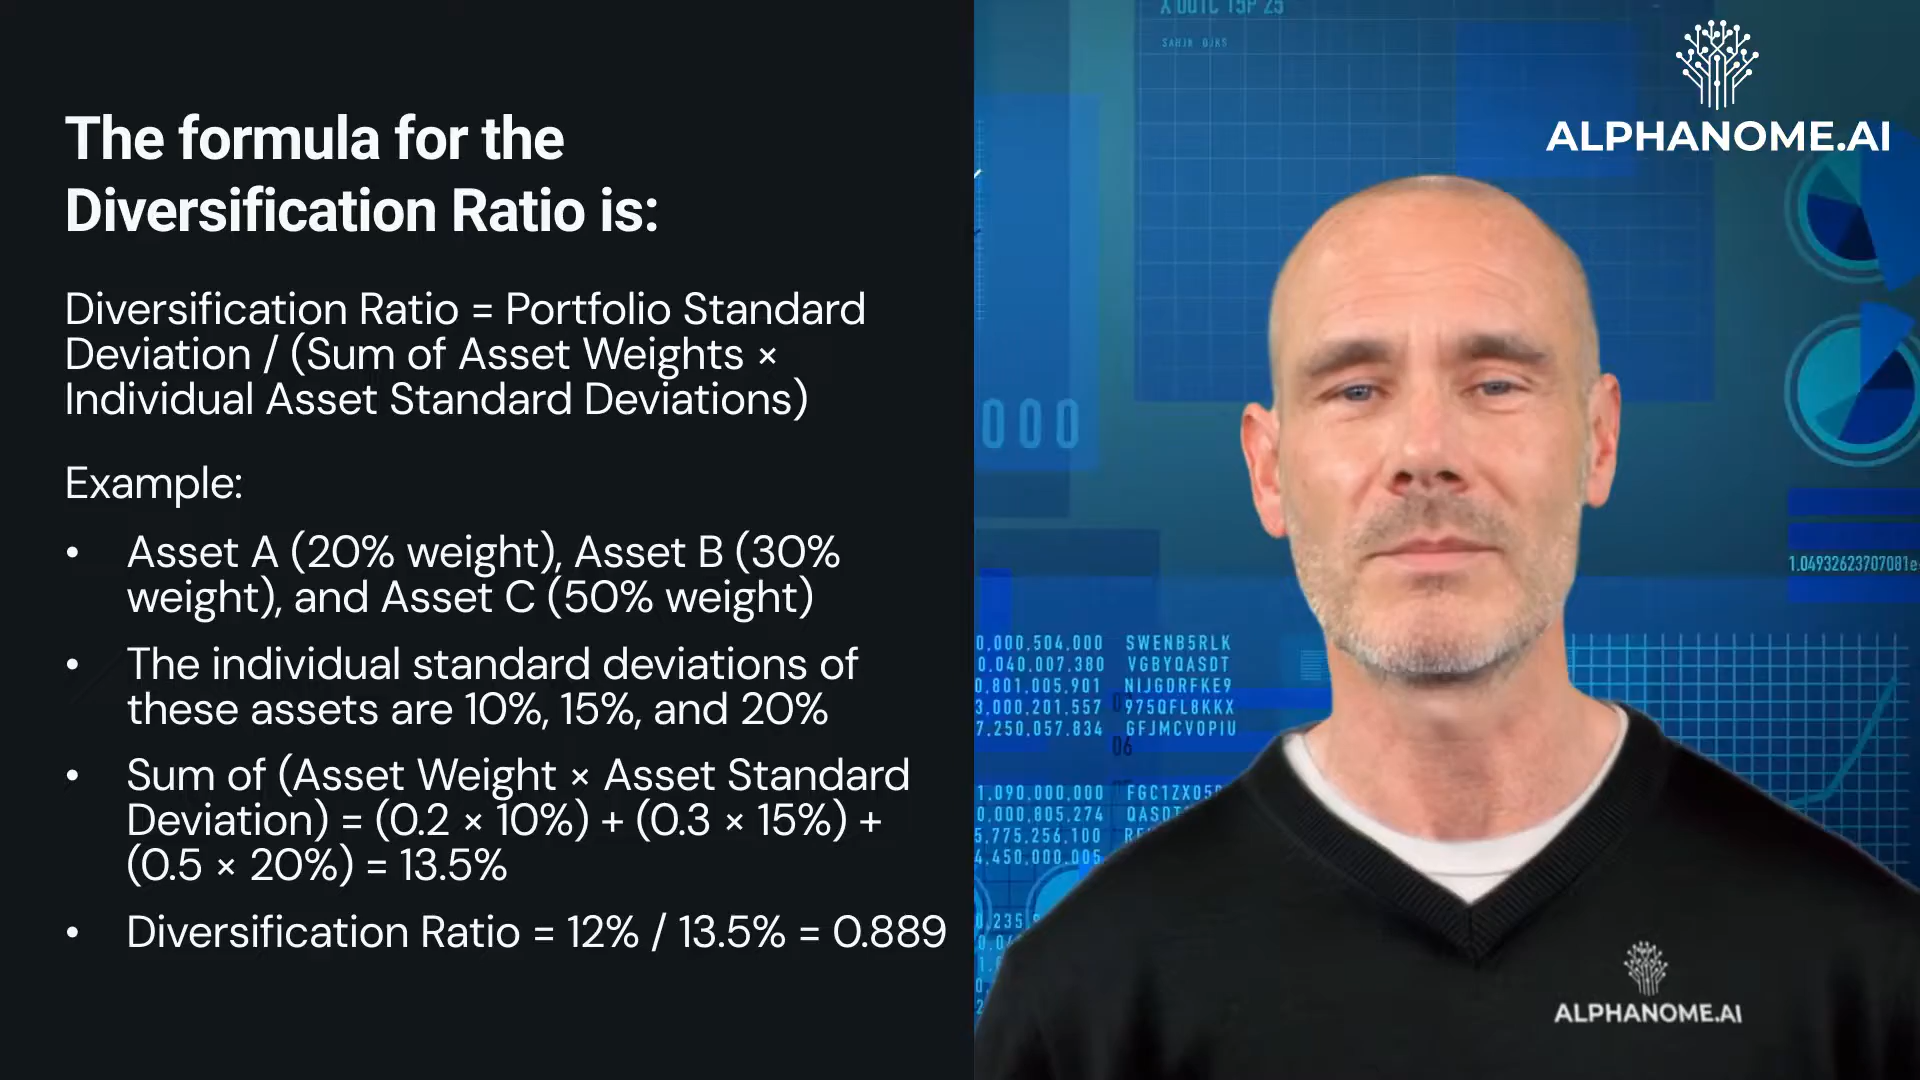 The formula for the
Diversification Ratio is:
Diversification Ratio = Portfolio Standard
Deviation / (Sum of Asset Weights ×
Individual Asset Standard Deviations)
Example:
• Asset A (20% weight), Asset B (30%
weight), and Asset C (50% weight)
• The individual standard deviations of
these assets are 10%, 15%, and 20%
• Sum of (Asset Weight × Asset Standard
Deviation) = (0.2 × 10%) + (0.3 × 15%) +
(0.5 × 20%) = 13.5%
• Diversification Ratio = 12% / 13.5% = 0.889
ALPHANOME.AI
000
1.04932623707081e
0,000,504,000 SWENB5RLK
0,040,007,380 VGBYQASDT
0,801,005,901 NIJGDRFKE9
3,000,201,557 975QFL8KKX
7,250,057,834 GFJMCVOPIU
06
1,090,000,000
0,000,805,274
5,775,256,100
4,450,000,005
ALPHANOME.AI